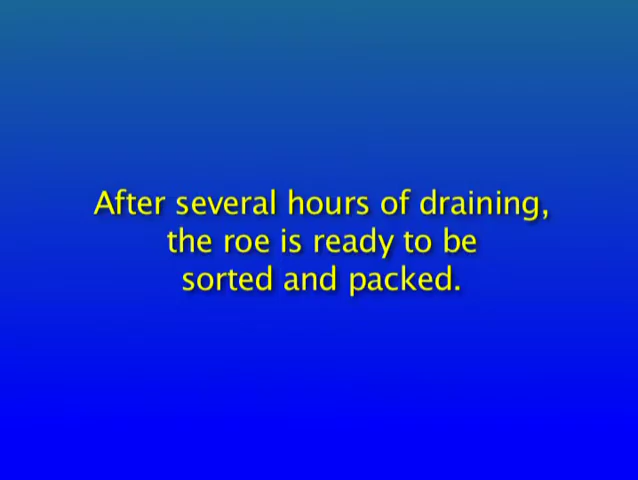 After several hours of draining,
the roe is ready to be
sorted and packed.